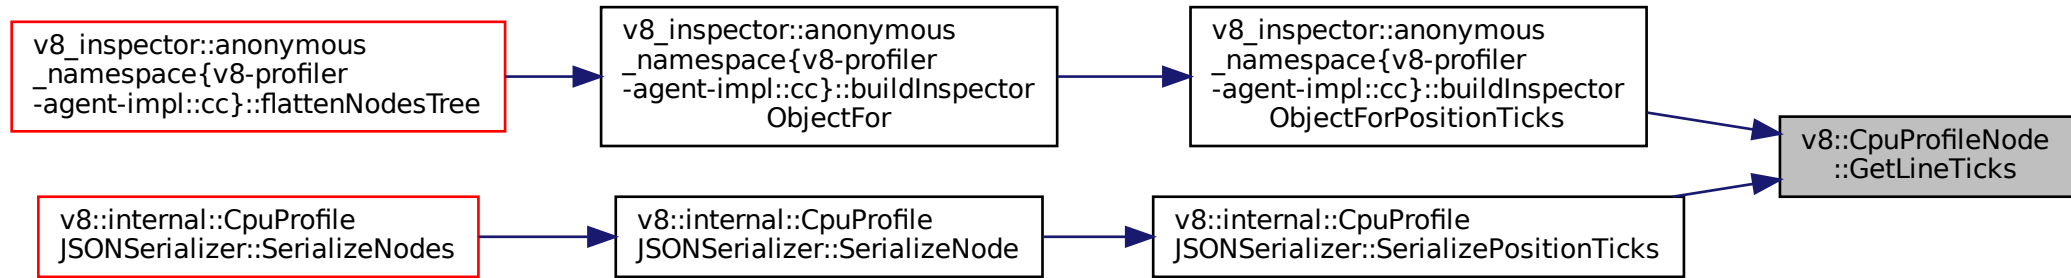 v8_inspector::anonymous
_namespace{v8-profiler
-agent-impl::cc}::flattenNodesTree
v8_inspector::anonymous
_namespace{v8-profiler
-agent-impl::cc}::buildInspector
ObjectFor
v8_inspector::anonymous
_namespace{v8-profiler
-agent-impl::cc}::buildInspector
ObjectForPositionTicks
v8::CpuProfileNode
::GetLineTicks
v8::internal::CpuProfile
JSONSerializer::SerializeNodes
v8::internal::CpuProfile
JSONSerializer::SerializeNode
v8::internal::CpuProfile
JSONSerializer::SerializePositionTicks